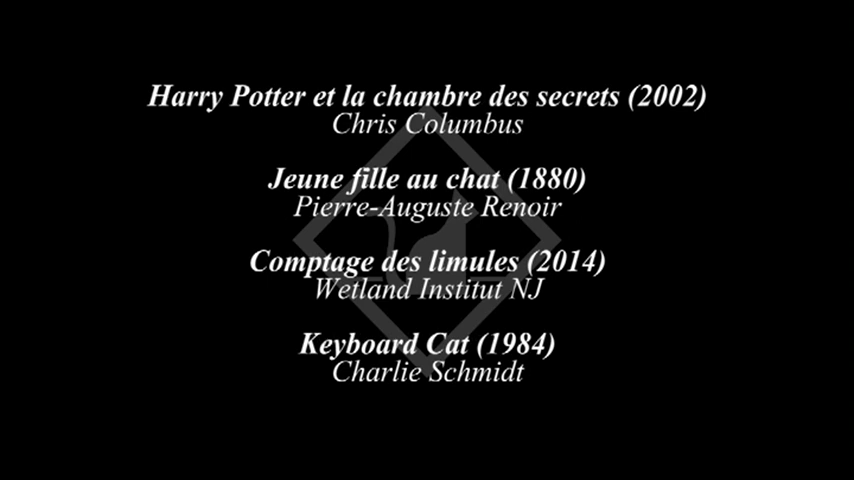 Harry Potter et la chambre des secrets (2002)
Chris Columbus
Jeune fille au chat (1880)
Pierre-Auguste Renoir
Comptage des limules (2014)
Wetland Institut NJ
Keyboard Cat (1984)
Charlie Schmidt